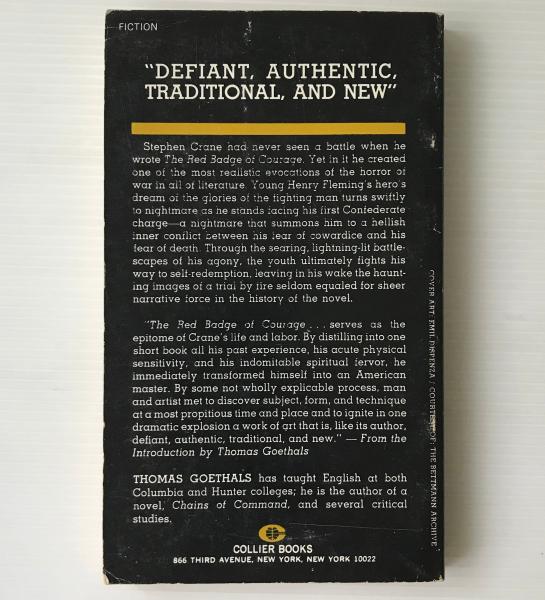 FICTION
"DEFIANT, AUTHENTIC,
TRADITIONAL, AND NEW"
Stephen Crane had never seen a battle when he
wrote The Red Badge of Courage. Yet in it he created
one of the most realistic evocations of the horror of
war in all of literature. Young Henry Fleming's hero's
dream of the glories of the fighting man turns swiftly
to nightmare as he stands facing his first Confederate
charge—a nightmare that summons him to a hellish
inner conflict between his fear of cowardice and his
fear of death. Through the searing, lightning-lit battle-
scapes of his agony, the youth ultimately fights his
way to self-redemption, leaving in his wake the haunt-
ing images of a trial by fire seldom equaled for sheer
narrative force in the history of the novel.
"The Red Badge of Courage . . . serves as the
epitome of Crane's life and labor. By distilling into one
short book all his past experience, his acute physical
sensitivity, and his indomitable spiritual fervor, he
immediately transformed himself into an American
master. By some not wholly explicable process, man
and artist met to discover subject, form, and technique
at a most propitious time and place and to ignite in one
dramatic explosion a work of art that is, like its author,
defiant, authentic, traditional, and new." — From the
Introduction by Thomas Goethals
THOMAS GOETHALS has taught English at both
Columbia and Hunter colleges; he is the author of a
novel, Chains of Command, and several critical
studies.
COLLIER BOOKS
866 THIRD AVENUE, NEW YORK, NEW YORK 10022
COVER ART: EMIL DISPENZA / COURTESY OF: THE BETTMANN ARCHIVE